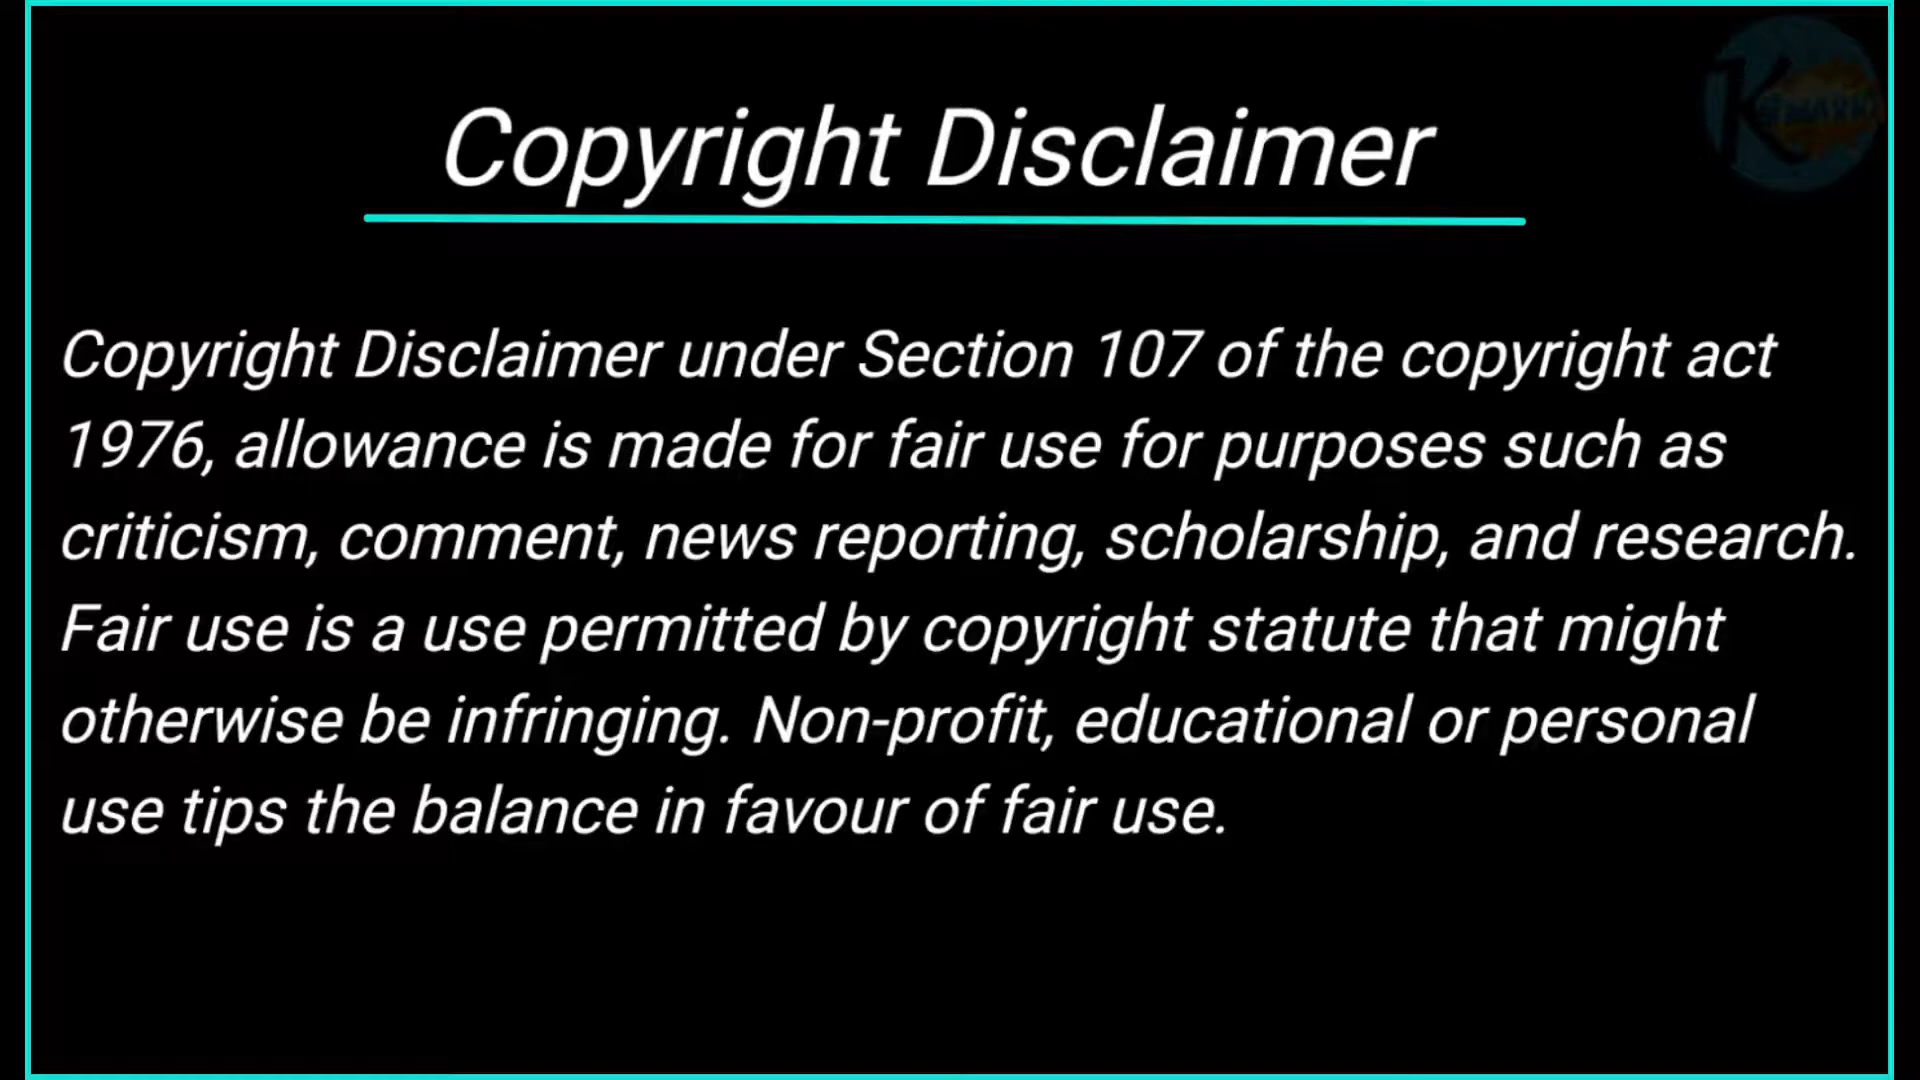 Copyright Disclaimer
Copyright Disclaimer under Section 107 of the copyright act
1976, allowance is made for fair use for purposes such as
criticism, comment, news reporting, scholarship, and research.
Fair use is a use permitted by copyright statute that might
otherwise be infringing. Non-profit, educational or personal
use tips the balance in favour of fair use.